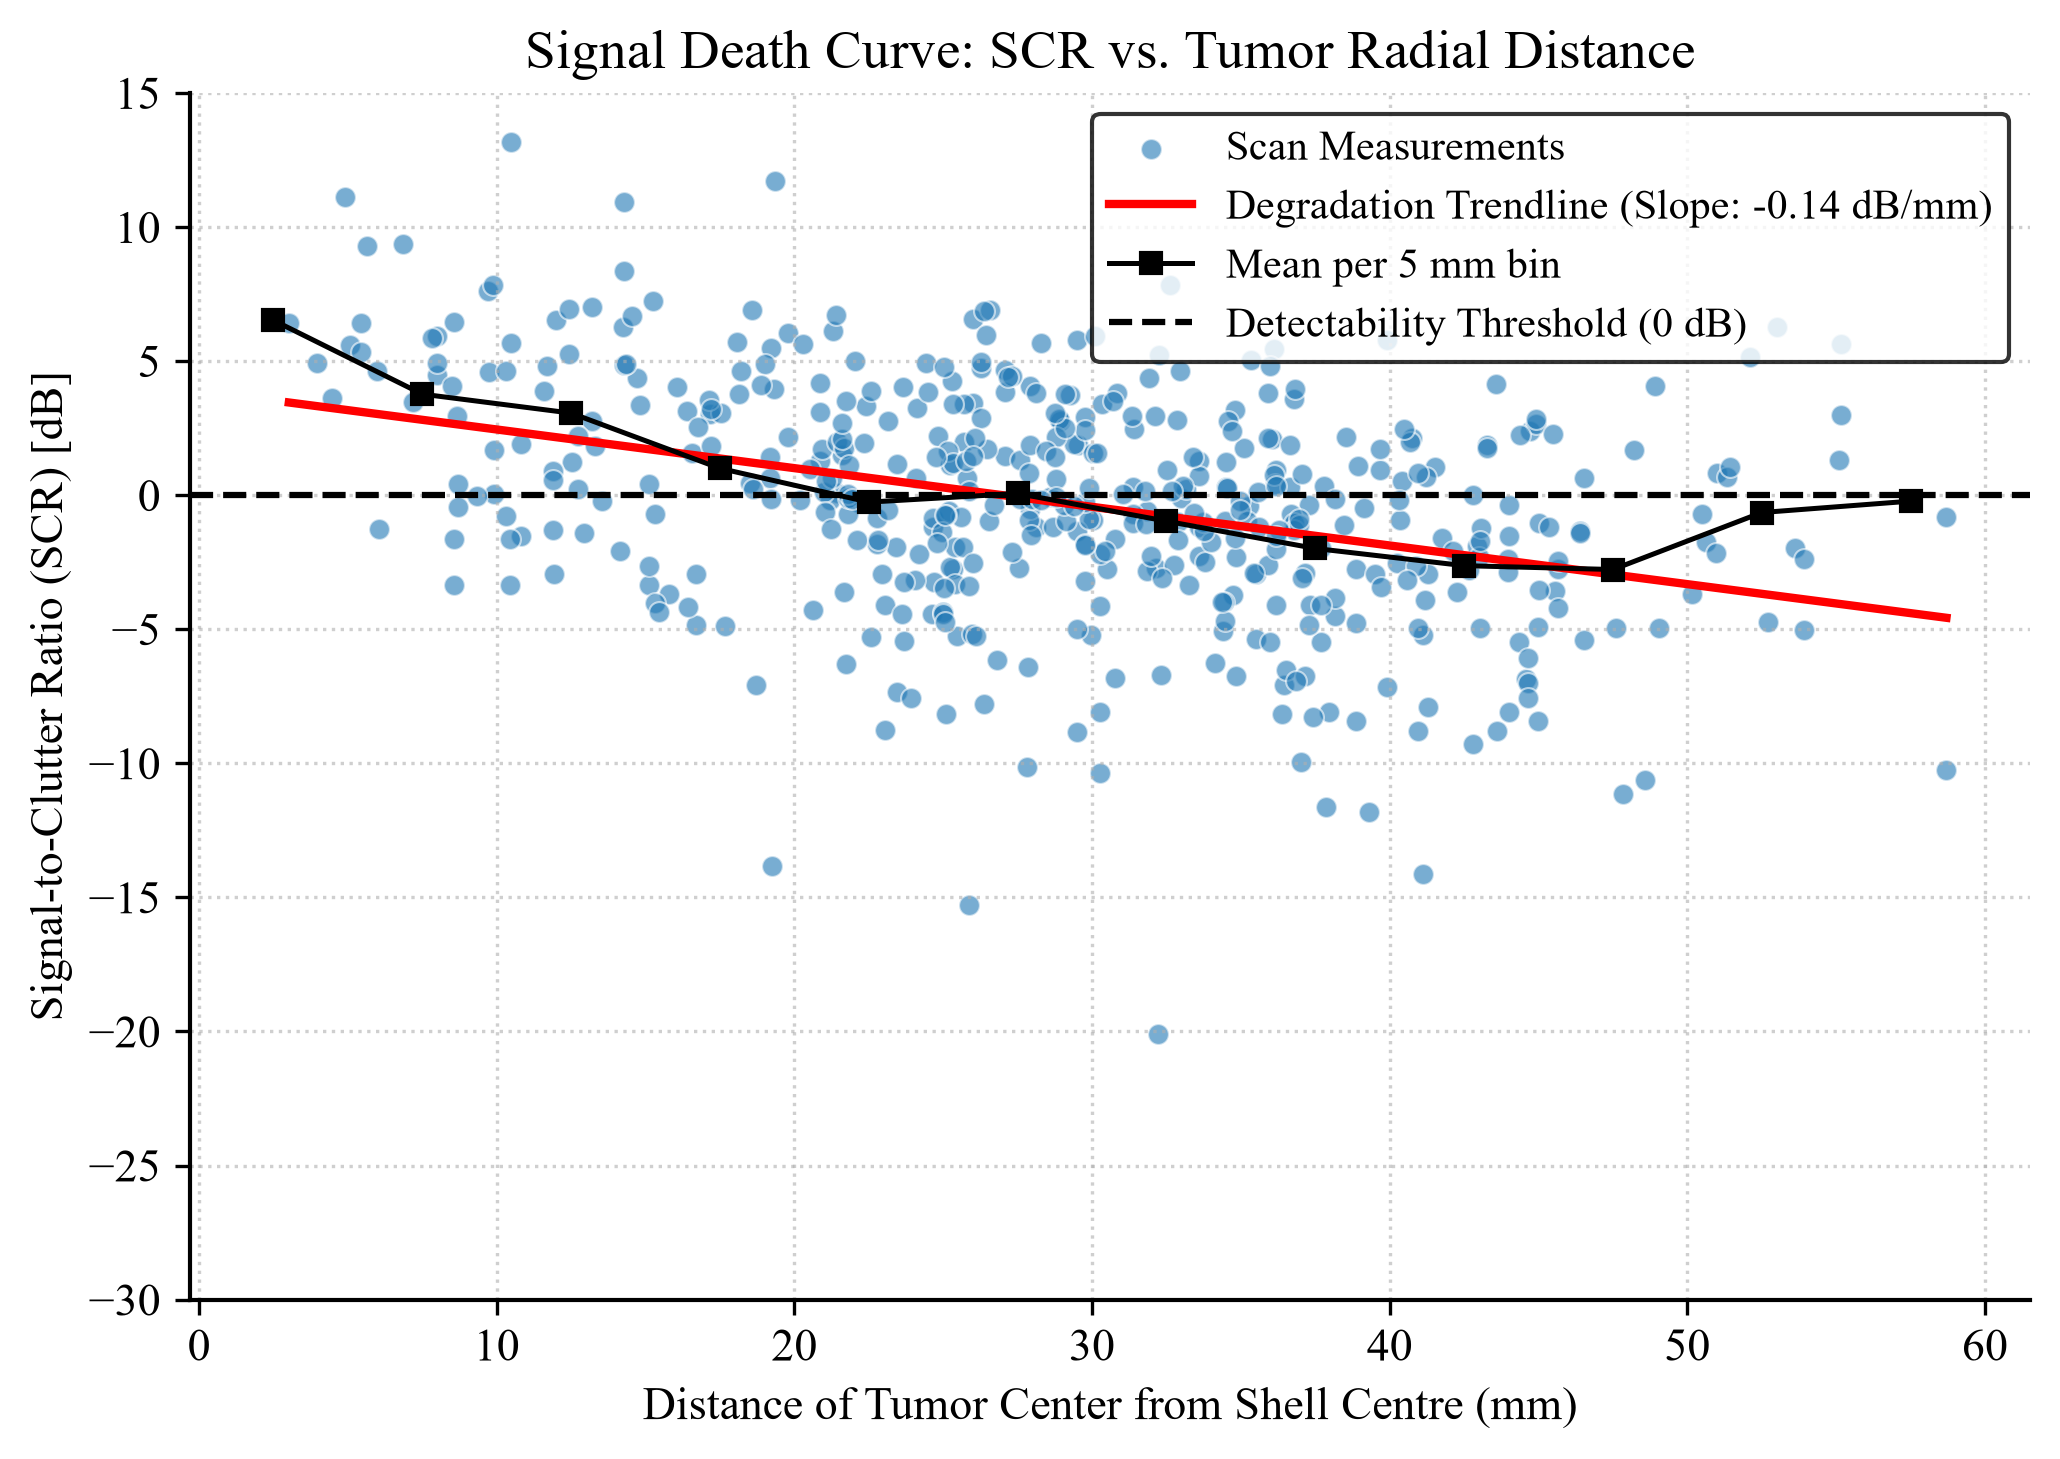 Signal Death Curve: SCR vs. Tumor Radial Distance
Signal-to-Clutter Ratio (SCR) [dB]
15
10
5
0
−5
−10
−15
−20
−25
−30
Scan Measurements
Degradation Trendline (Slope: -0.14 dB/mm)
Mean per 5 mm bin
Detectability Threshold (0 dB)
0 10 20 30 40 50 60
Distance of Tumor Center from Shell Centre (mm)